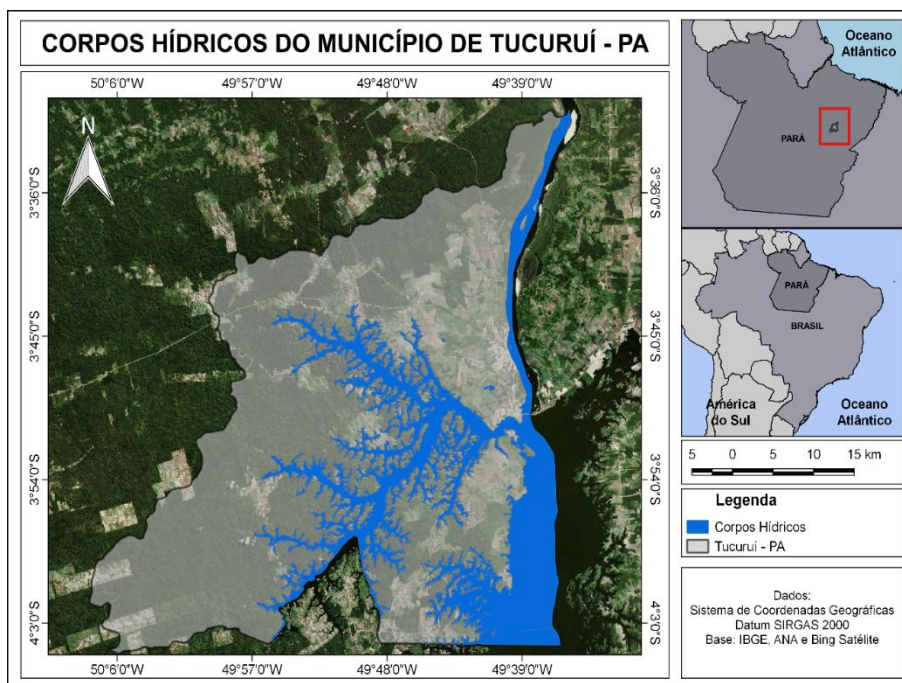 CORPOS HÍDRICOS DO MUNICÍPIO DE TUCURUÍ - PA
50°6'0"W 49°57'0"W 49°48'0"W 49°39'0"W
N
3°36'0"S 3°36'0"S
3°45'0"S 3°45'0"S
3°54'0"S 3°54'0"S
4°3'0"S 4°3'0"S
50°6'0"W 49°57'0"W 49°48'0"W 49°39'0"W
Oceano
Atlântico
PARÁ
PARÁ
BRASIL
América
do Sul
Oceano
Atlântico
5 0 5 10 15 km
Legenda
Corpos Hídricos
Tucuruí - PA
Dados:
Sistema de Coordenadas Geográficas
Datum SIRGAS 2000
Base: IBGE, ANA e Bing Satélite